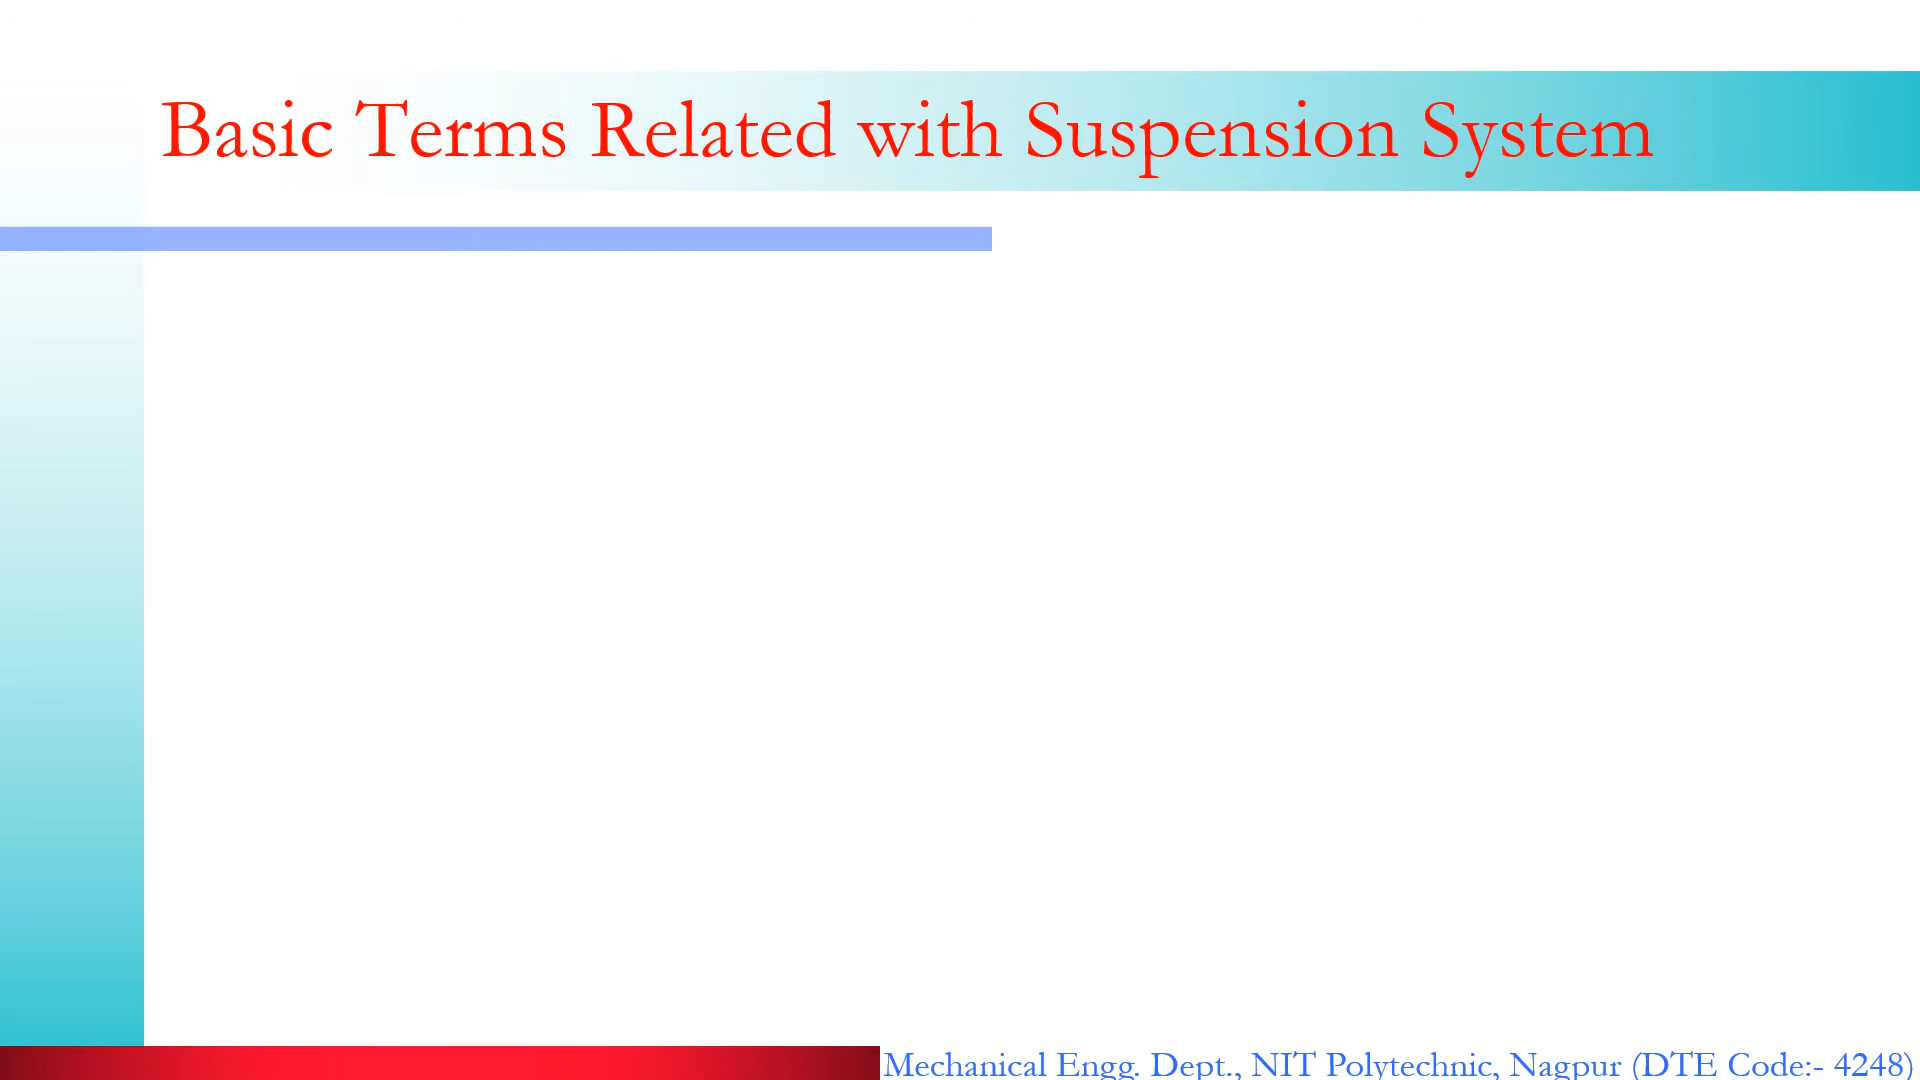 Basic Terms Related with Suspension System
Mechanical Engg. Dept., NIT Polytechnic, Nagpur (DTE Code:- 4248)